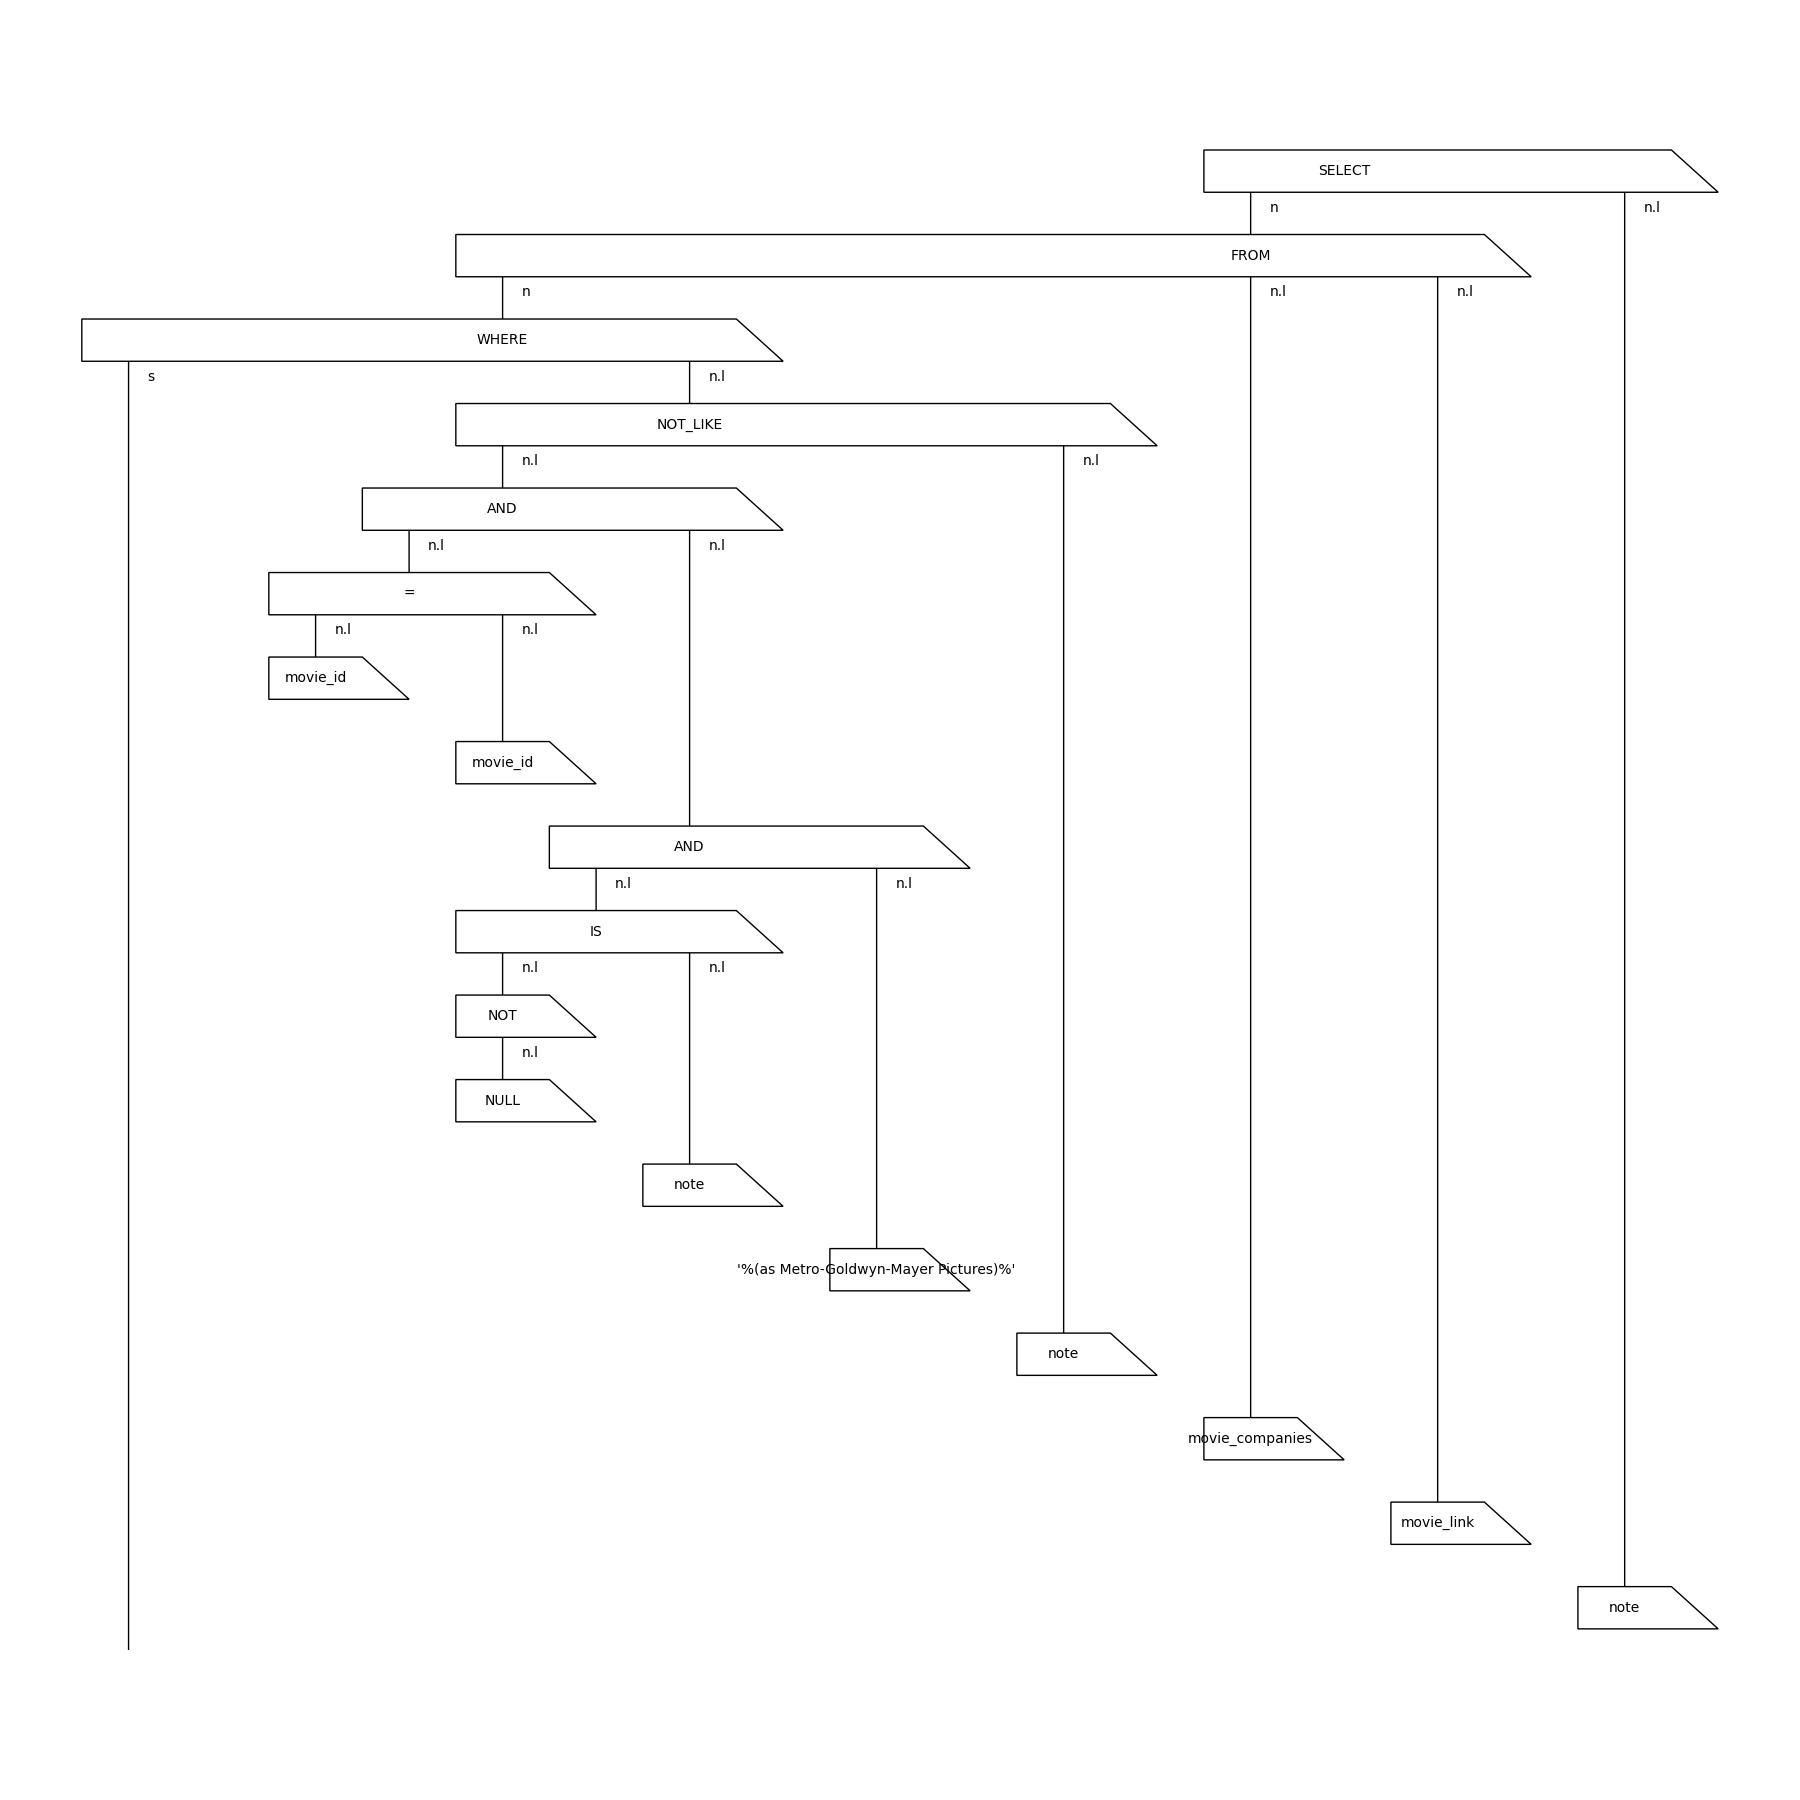 SELECT
n n.l
FROM
n n.l n.l
WHERE
s n.l
NOT_LIKE
n.l n.l
AND
n.l n.l
=
n.l n.l
movie_id
movie_id
AND
n.l n.l
IS
n.l n.l
NOT
n.l
NULL
note
'%(as Metro-Goldwyn-Mayer Pictures)%'
note
movie_companies
movie_link
note